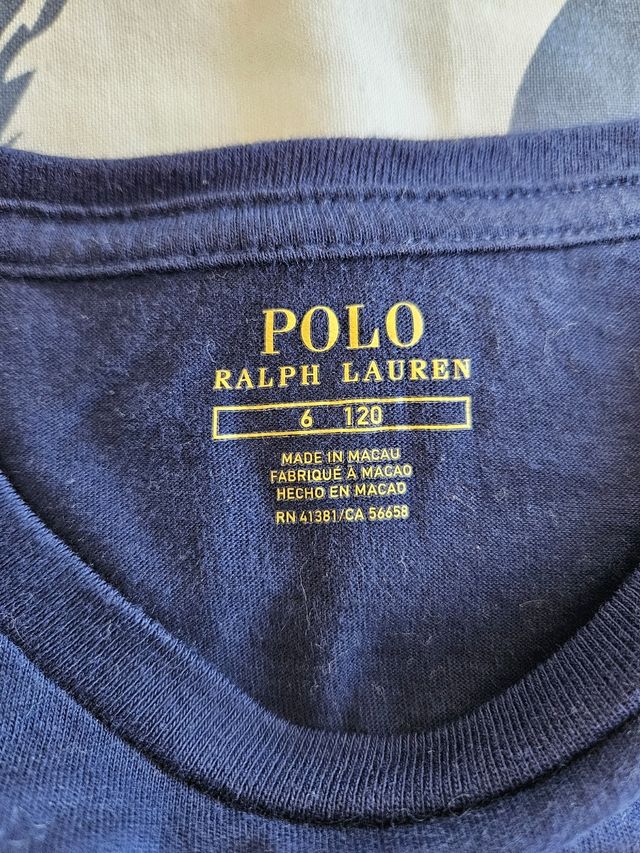 POLO
RALPH LAUREN
6 120
MADE IN MACAU
FABRIQUÉ À MACAO
HECHO EN MACAO
RN 41381/CA 56658